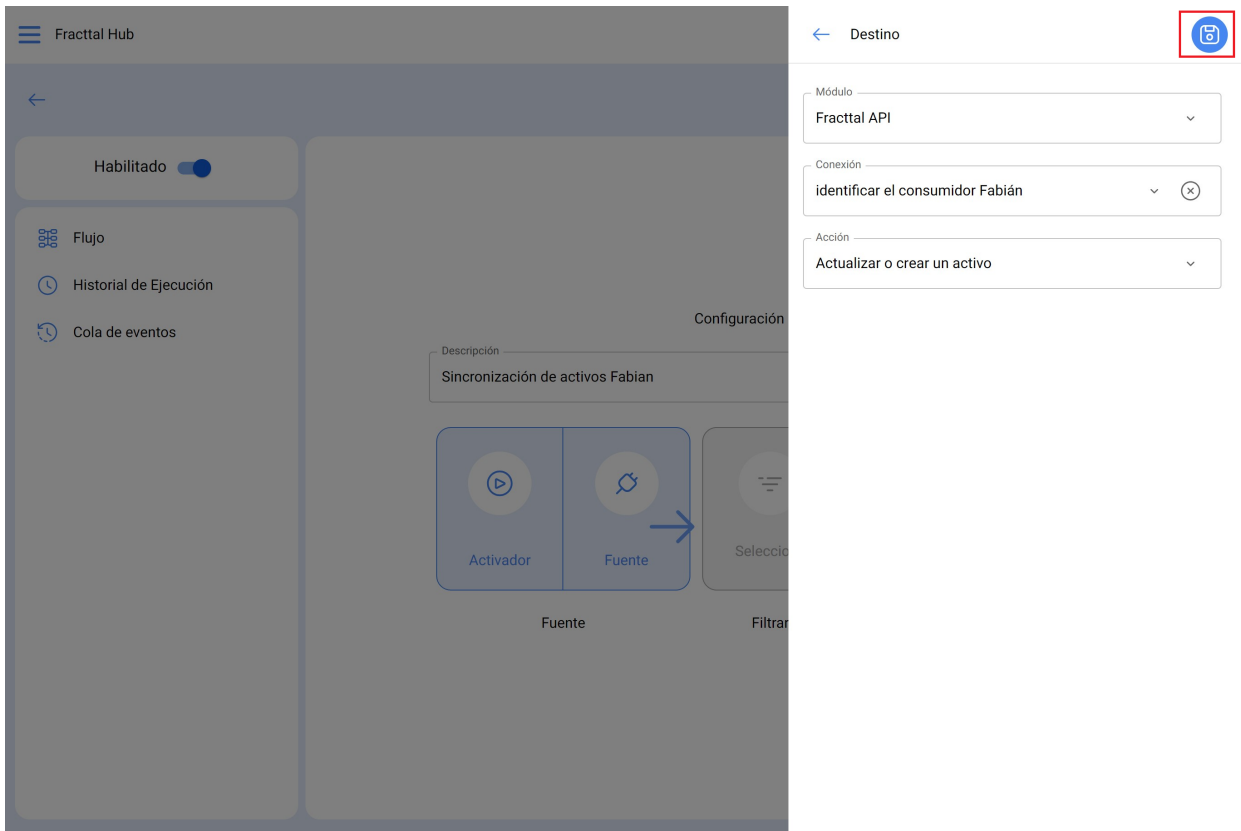 Fracttal Hub
Habilitado
Flujo
Historial de Ejecución
Cola de eventos
Configuración
Descripción
Sincronización de activos Fabian
Activador
Fuente
Seleccio
Fuente
Filtrar
Destino
Módulo
Fracttal API
Conexión
identificar el consumidor Fabián
Acción
Actualizar o crear un activo